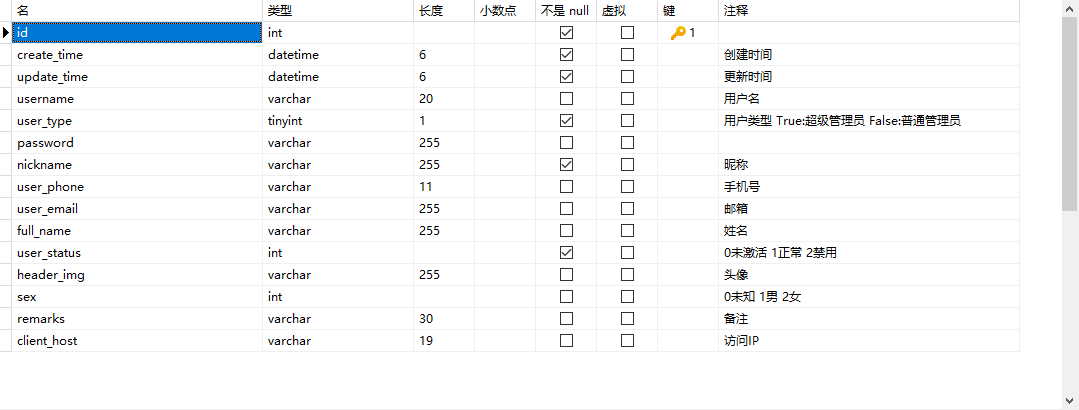 名 类型 长度 小数点 不是 null 虚拟 键 注释
id int 1
create_time datetime 6 创建时间
update_time datetime 6 更新时间
username varchar 20 用户名
user_type tinyint 1 用户类型 True:超级管理员 False:普通管理员
password varchar 255
nickname varchar 255 昵称
user_phone varchar 11 手机号
user_email varchar 255 邮箱
full_name varchar 255 姓名
user_status int 0未激活 1正常 2禁用
header_img varchar 255 头像
sex int 0未知 1男 2女
remarks varchar 30 备注
client_host varchar 19 访问IP